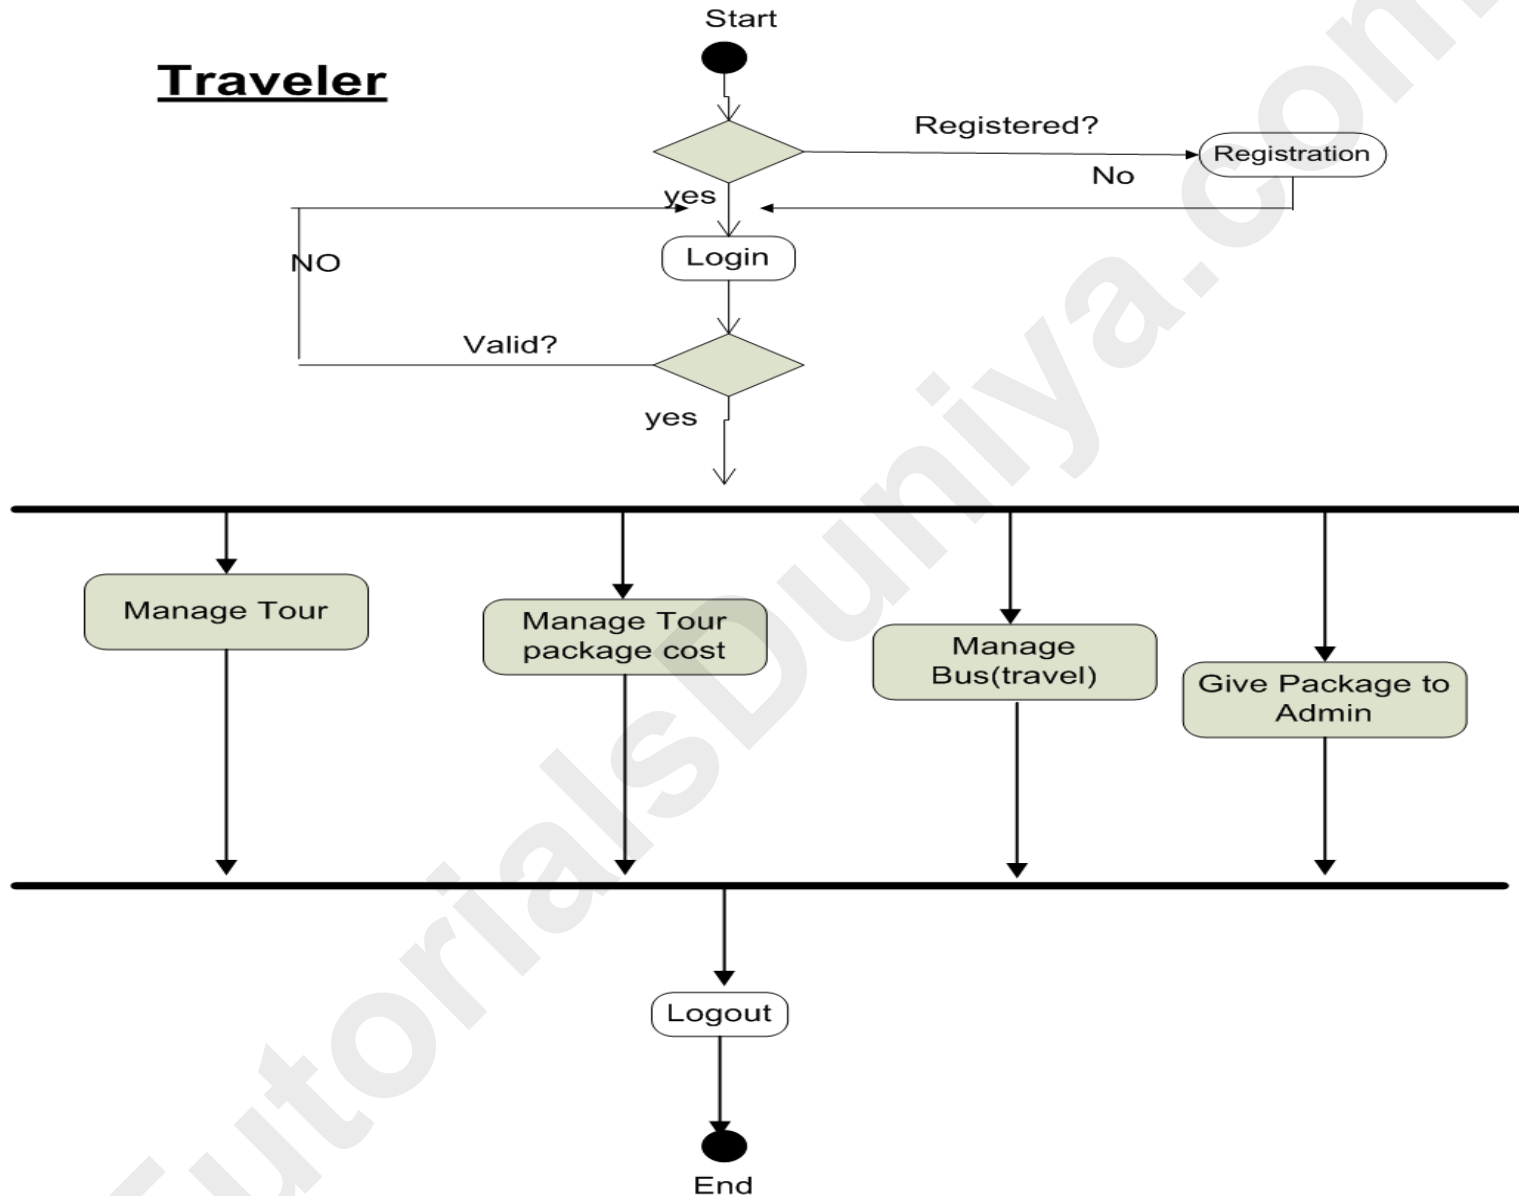 Start
Traveler
Registered?
Registration
No
yes
Login
NO
Valid?
yes
Manage Tour
Manage Tour
package cost
Manage
Bus(travel)
Give Package to
Admin
Logout
End
TutorialsDuniya.com